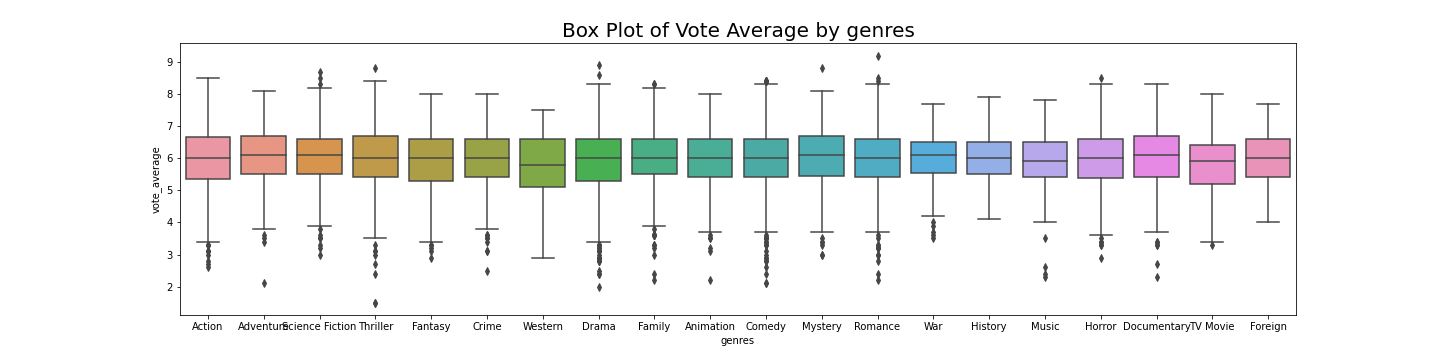 Box Plot of Vote Average by genres
9
8
7
6
5
4
3
2
vote_average
Action Adventure Science Fiction Thriller Fantasy Crime Western Drama Family Animation Comedy Mystery Romance War History Music Horror Documentary TV Movie Foreign
genres